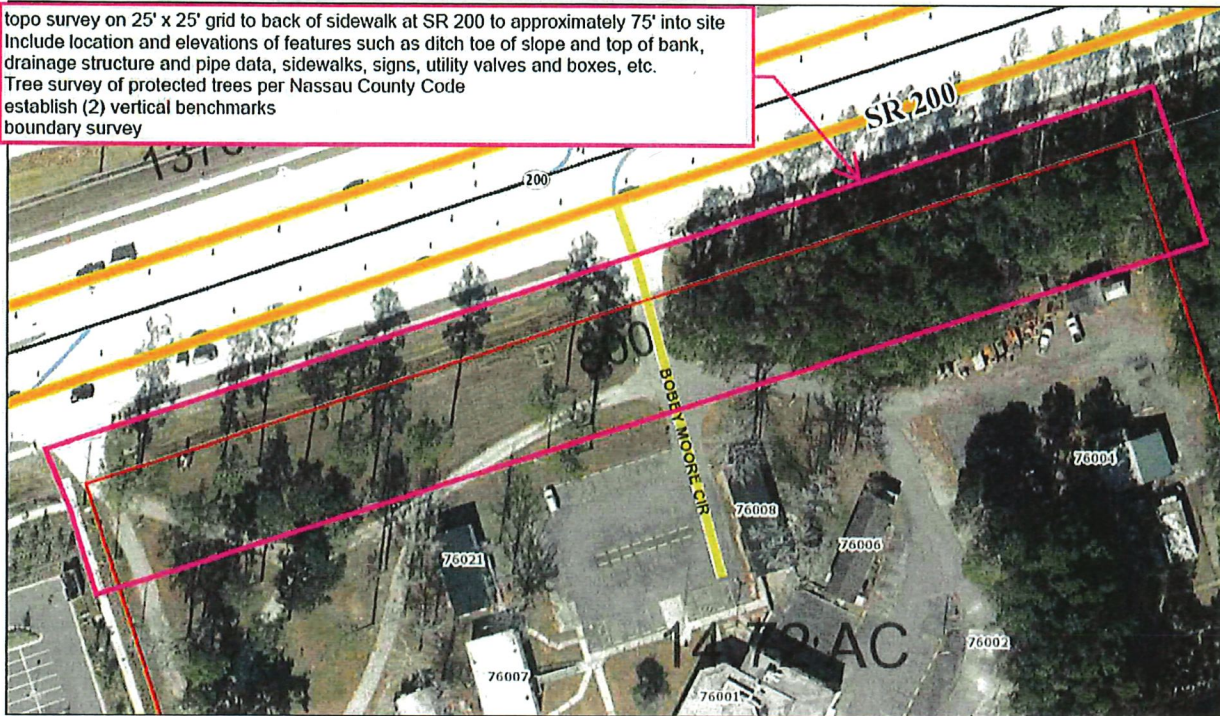 topo survey on 25' x 25' grid to back of sidewalk at SR 200 to approximately 75' into site
Include location and elevations of features such as ditch toe of slope and top of bank,
drainage structure and pipe data, sidewalks, signs, utility valves and boxes, etc.
Tree survey of protected trees per Nassau County Code
establish (2) vertical benchmarks
boundary survey
SR 200
200
BOBBY MOORE CIR
76004
76008
76021
76006
14.72 AC
76002
76007
76001